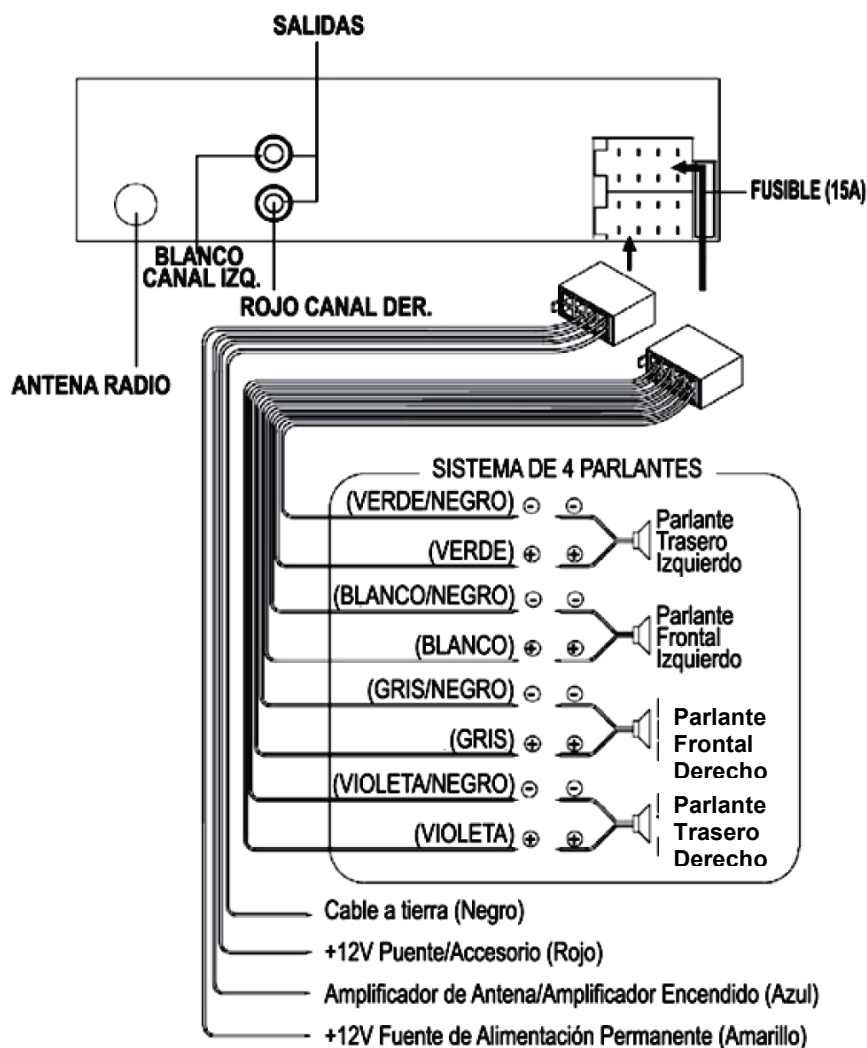 SALIDAS
FUSIBLE (15A)
BLANCO
CANAL IZQ.
ROJO CANAL DER.
ANTENA RADIO
SISTEMA DE 4 PARLANTES
(VERDE/NEGRO)
(VERDE)
Parlante
Trasero
Izquierdo
(BLANCO/NEGRO)
(BLANCO)
Parlante
Frontal
Izquierdo
(GRIS/NEGRO)
(GRIS)
Parlante
Frontal
Derecho
(VIOLETA/NEGRO)
(VIOLETA)
Parlante
Trasero
Derecho
Cable a tierra (Negro)
+12V Puente/Accesorio (Rojo)
Amplificador de Antena/Amplificador Encendido (Azul)
+12V Fuente de Alimentación Permanente (Amarillo)